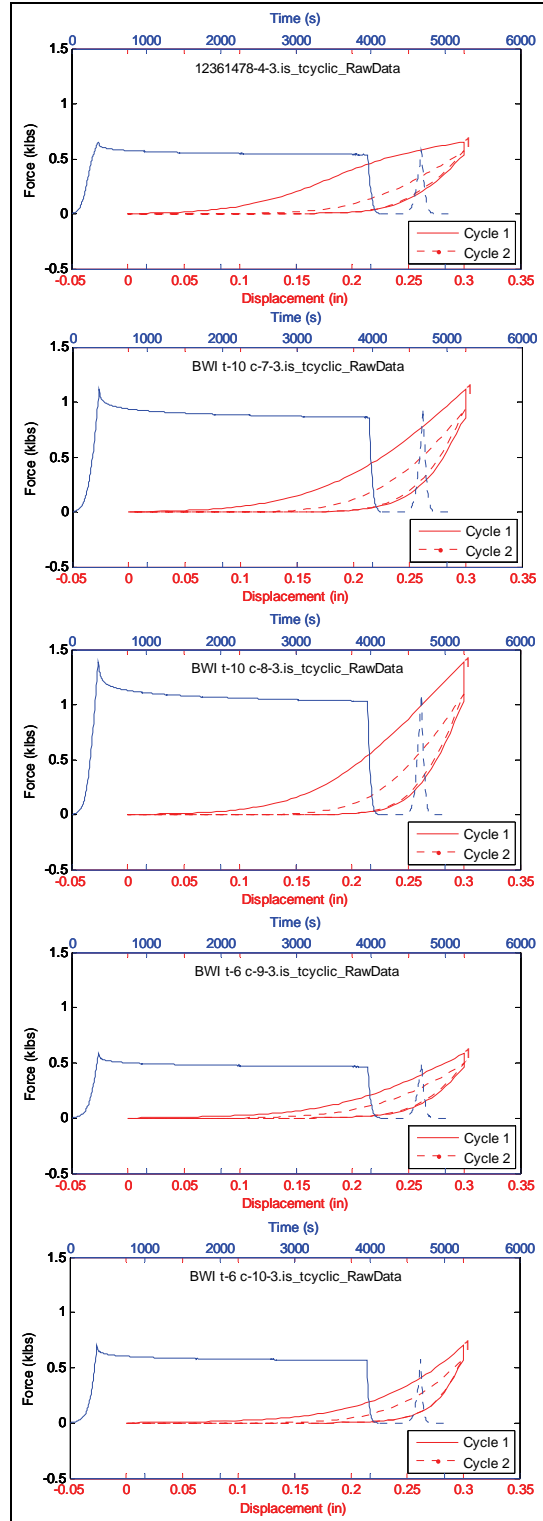 Time (s)
0 1000 2000 3000 4000 5000 6000
12361478-4-3.is_tcyclic_RawData
1.5
1
0.5
0
-0.5
Force (klbs)
1
Cycle 1
Cycle 2
-0.05 0 0.05 0.1 0.15 0.2 0.25 0.3 0.35
Displacement (in)
Time (s)
0 1000 2000 3000 4000 5000 6000
BWI t-10 c-7-3.is_tcyclic_RawData
1.5
1
0.5
0
-0.5
Force (klbs)
1
Cycle 1
Cycle 2
-0.05 0 0.05 0.1 0.15 0.2 0.25 0.3 0.35
Displacement (in)
Time (s)
0 1000 2000 3000 4000 5000 6000
BWI t-10 c-8-3.is_tcyclic_RawData
1.5
1
0.5
0
-0.5
Force (klbs)
1
Cycle 1
Cycle 2
-0.05 0 0.05 0.1 0.15 0.2 0.25 0.3 0.35
Displacement (in)
Time (s)
0 1000 2000 3000 4000 5000 6000
BWI t-6 c-9-3.is_tcyclic_RawData
1.5
1
0.5
0
-0.5
Force (klbs)
1
Cycle 1
Cycle 2
-0.05 0 0.05 0.1 0.15 0.2 0.25 0.3 0.35
Displacement (in)
Time (s)
0 1000 2000 3000 4000 5000 6000
BWI t-6 c-10-3.is_tcyclic_RawData
1.5
1
0.5
0
-0.5
Force (klbs)
1
Cycle 1
Cycle 2
-0.05 0 0.05 0.1 0.15 0.2 0.25 0.3 0.35
Displacement (in)